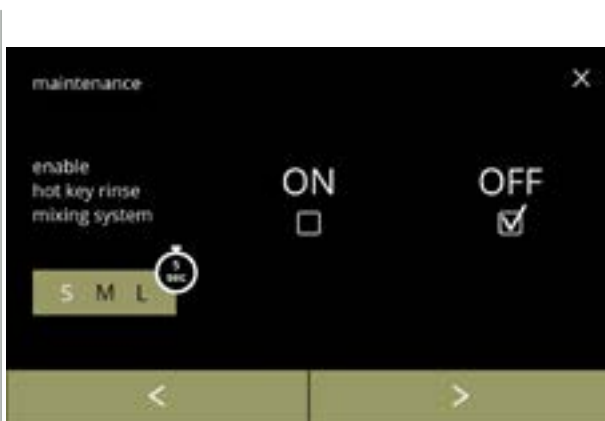 maintenance
enable
hot key rinse
mixing system
ON
OFF
5
sec
S M L